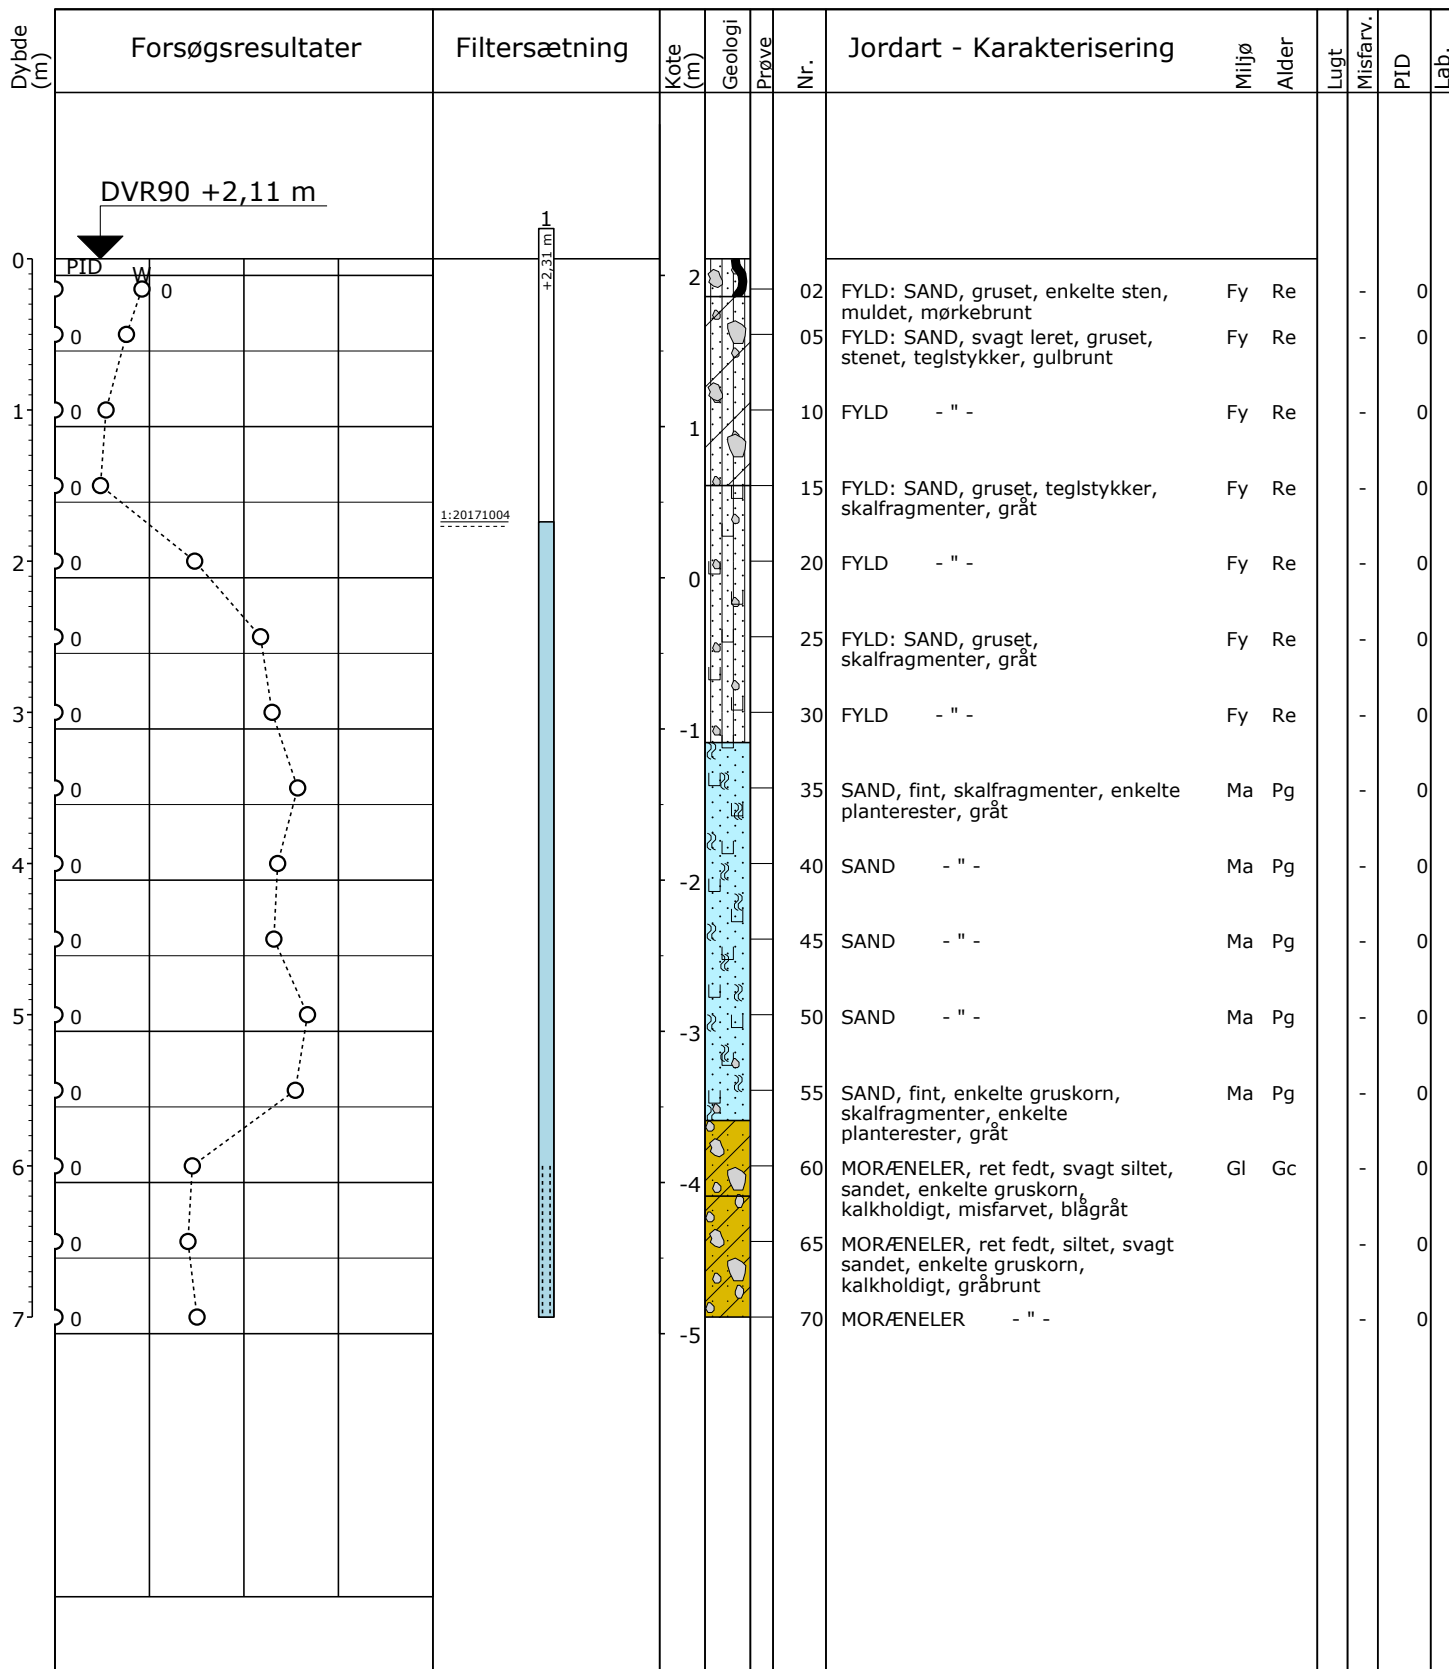 Dybde (m)
Forsøgsresultater
Filtersætning
Kote (m)
Geologi
Prøve
Nr.
Jordart - Karakterisering
Miljø
Alder
Lugt
Misfarv.
PID
Lab.
DVR90 +2,11 m
1
+2,31 m
0
PID
W
0
2
02 FYLD: SAND, gruset, enkelte sten, Fy Re - 0
muldet, mørkebrunt
0
05 FYLD: SAND, svagt leret, gruset, Fy Re - 0
stenet, teglstykker, gulbrunt
1 0 10 FYLD - " - Fy Re - 0
1
0 15 FYLD: SAND, gruset, teglstykker, Fy Re - 0
skalfragmenter, gråt
1:20171004
2 0 20 FYLD - " - Fy Re - 0
0
0 25 FYLD: SAND, gruset, Fy Re - 0
skalfragmenter, gråt
3 0 30 FYLD - " - Fy Re - 0
-1
0 35 SAND, fint, skalfragmenter, enkelte Ma Pg - 0
planterester, gråt
4 0 40 SAND - " - Ma Pg - 0
-2
0 45 SAND - " - Ma Pg - 0
5 0 50 SAND - " - Ma Pg - 0
-3
0 55 SAND, fint, enkelte gruskorn, Ma Pg - 0
skalfragmenter, enkelte
planterester, gråt
6 0 60 MORÆNELER, ret fedt, svagt siltet, Gl Gc - 0
-4 sandet, enkelte gruskorn,
kalkholdigt, misfarvet, blågråt
0 65 MORÆNELER, ret fedt, siltet, svagt - 0
sandet, enkelte gruskorn,
kalkholdigt, gråbrunt
7 0 70 MORÆNELER - " - - 0
-5